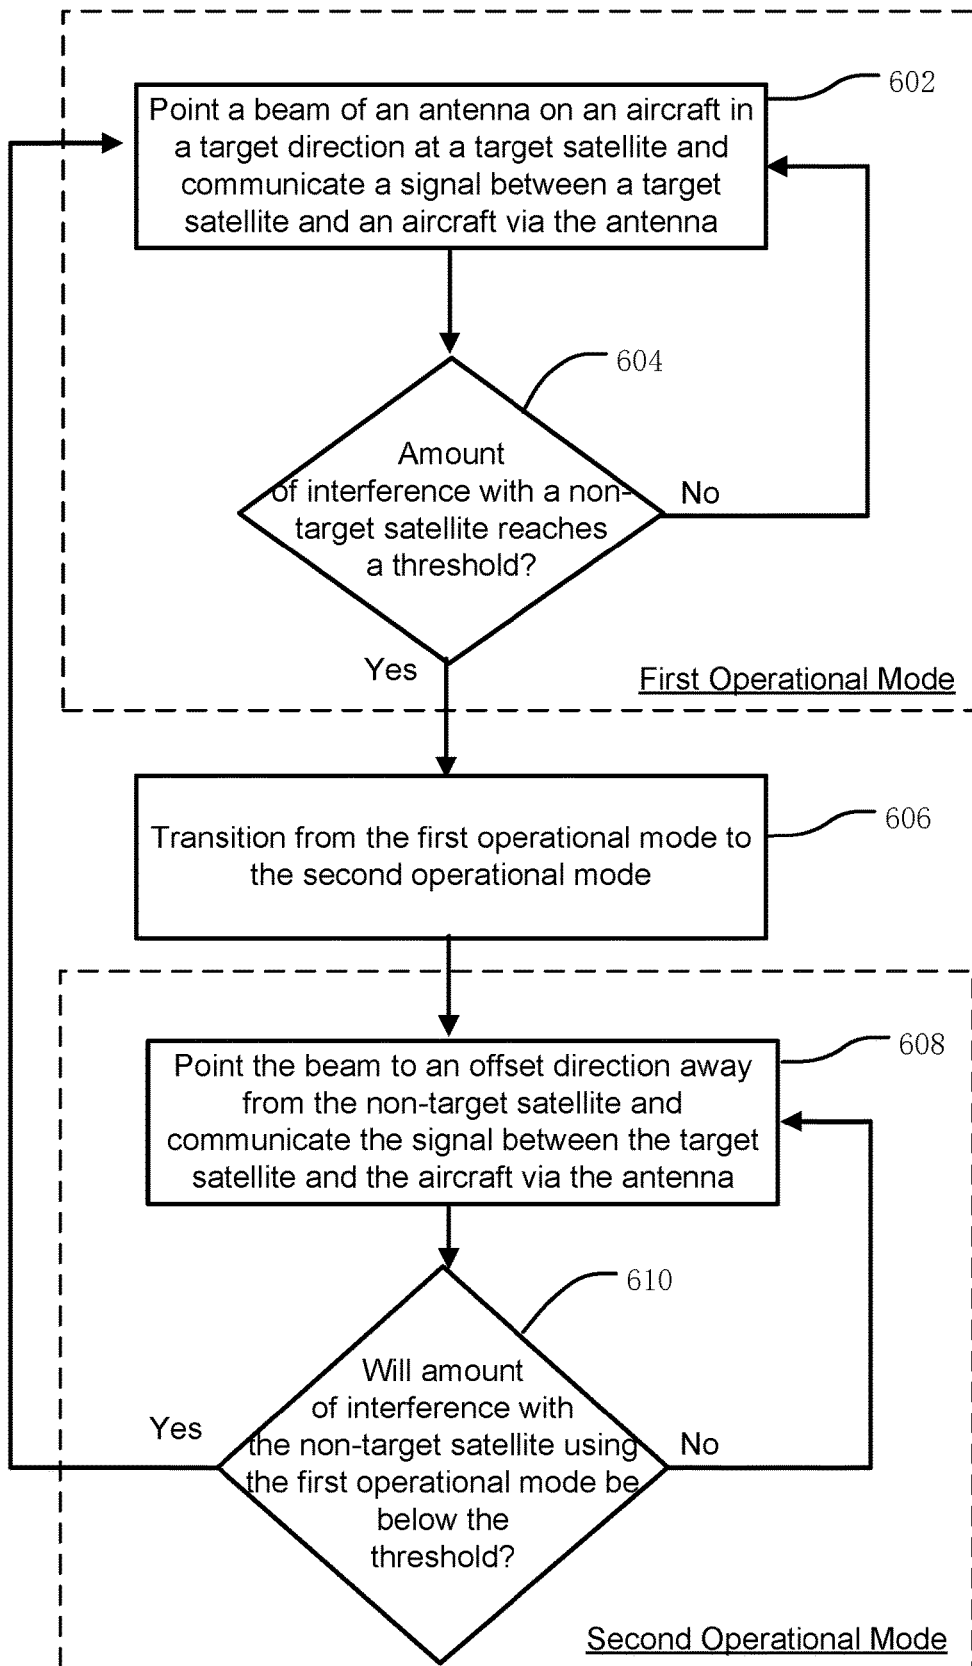 602
Point a beam of an antenna on an aircraft in
a target direction at a target satellite and
communicate a signal between a target
satellite and an aircraft via the antenna
604
Amount
of interference with a non-
target satellite reaches
a threshold?
No
Yes
First Operational Mode
606
Transition from the first operational mode to
the second operational mode
608
Point the beam to an offset direction away
from the non-target satellite and
communicate the signal between the target
satellite and the aircraft via the antenna
610
Will amount
of interference with
the non-target satellite using
the first operational mode be
below the
threshold?
Yes
No
Second Operational Mode